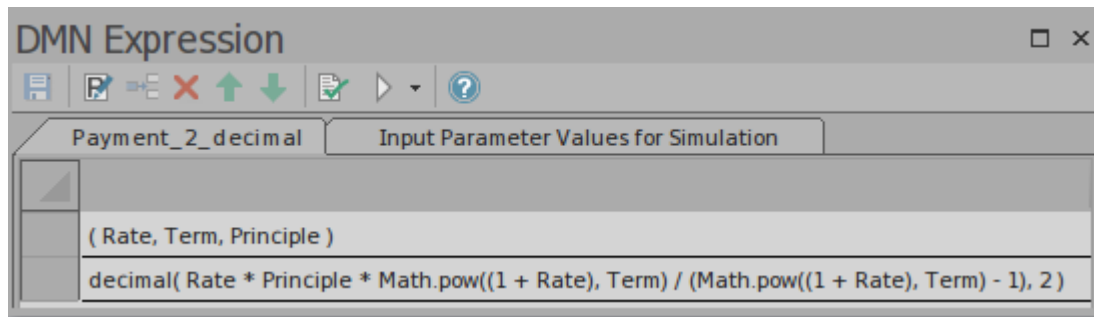 DMN Expression
Payment_2_decimal
Input Parameter Values for Simulation
( Rate, Term, Principle )
decimal( Rate * Principle * Math.pow((1 + Rate), Term) / (Math.pow((1 + Rate), Term) - 1), 2 )